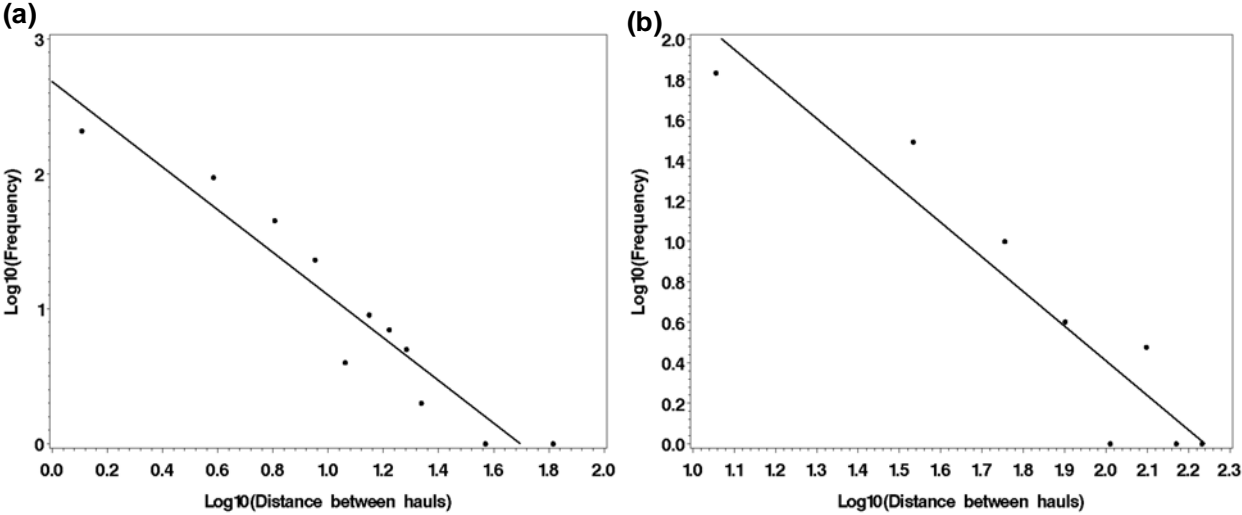 (a)
3
2
1
0
Log10(Frequency)
0.0 0.2 0.4 0.6 0.8 1.0 1.2 1.4 1.6 1.8 2.0
Log10(Distance between hauls)
(b)
2.0
1.8
1.6
1.4
1.2
1.0
0.8
0.6
0.4
0.2
0.0
Log10(Frequency)
1.0 1.1 1.2 1.3 1.4 1.5 1.6 1.7 1.8 1.9 2.0 2.1 2.2 2.3
Log10(Distance between hauls)